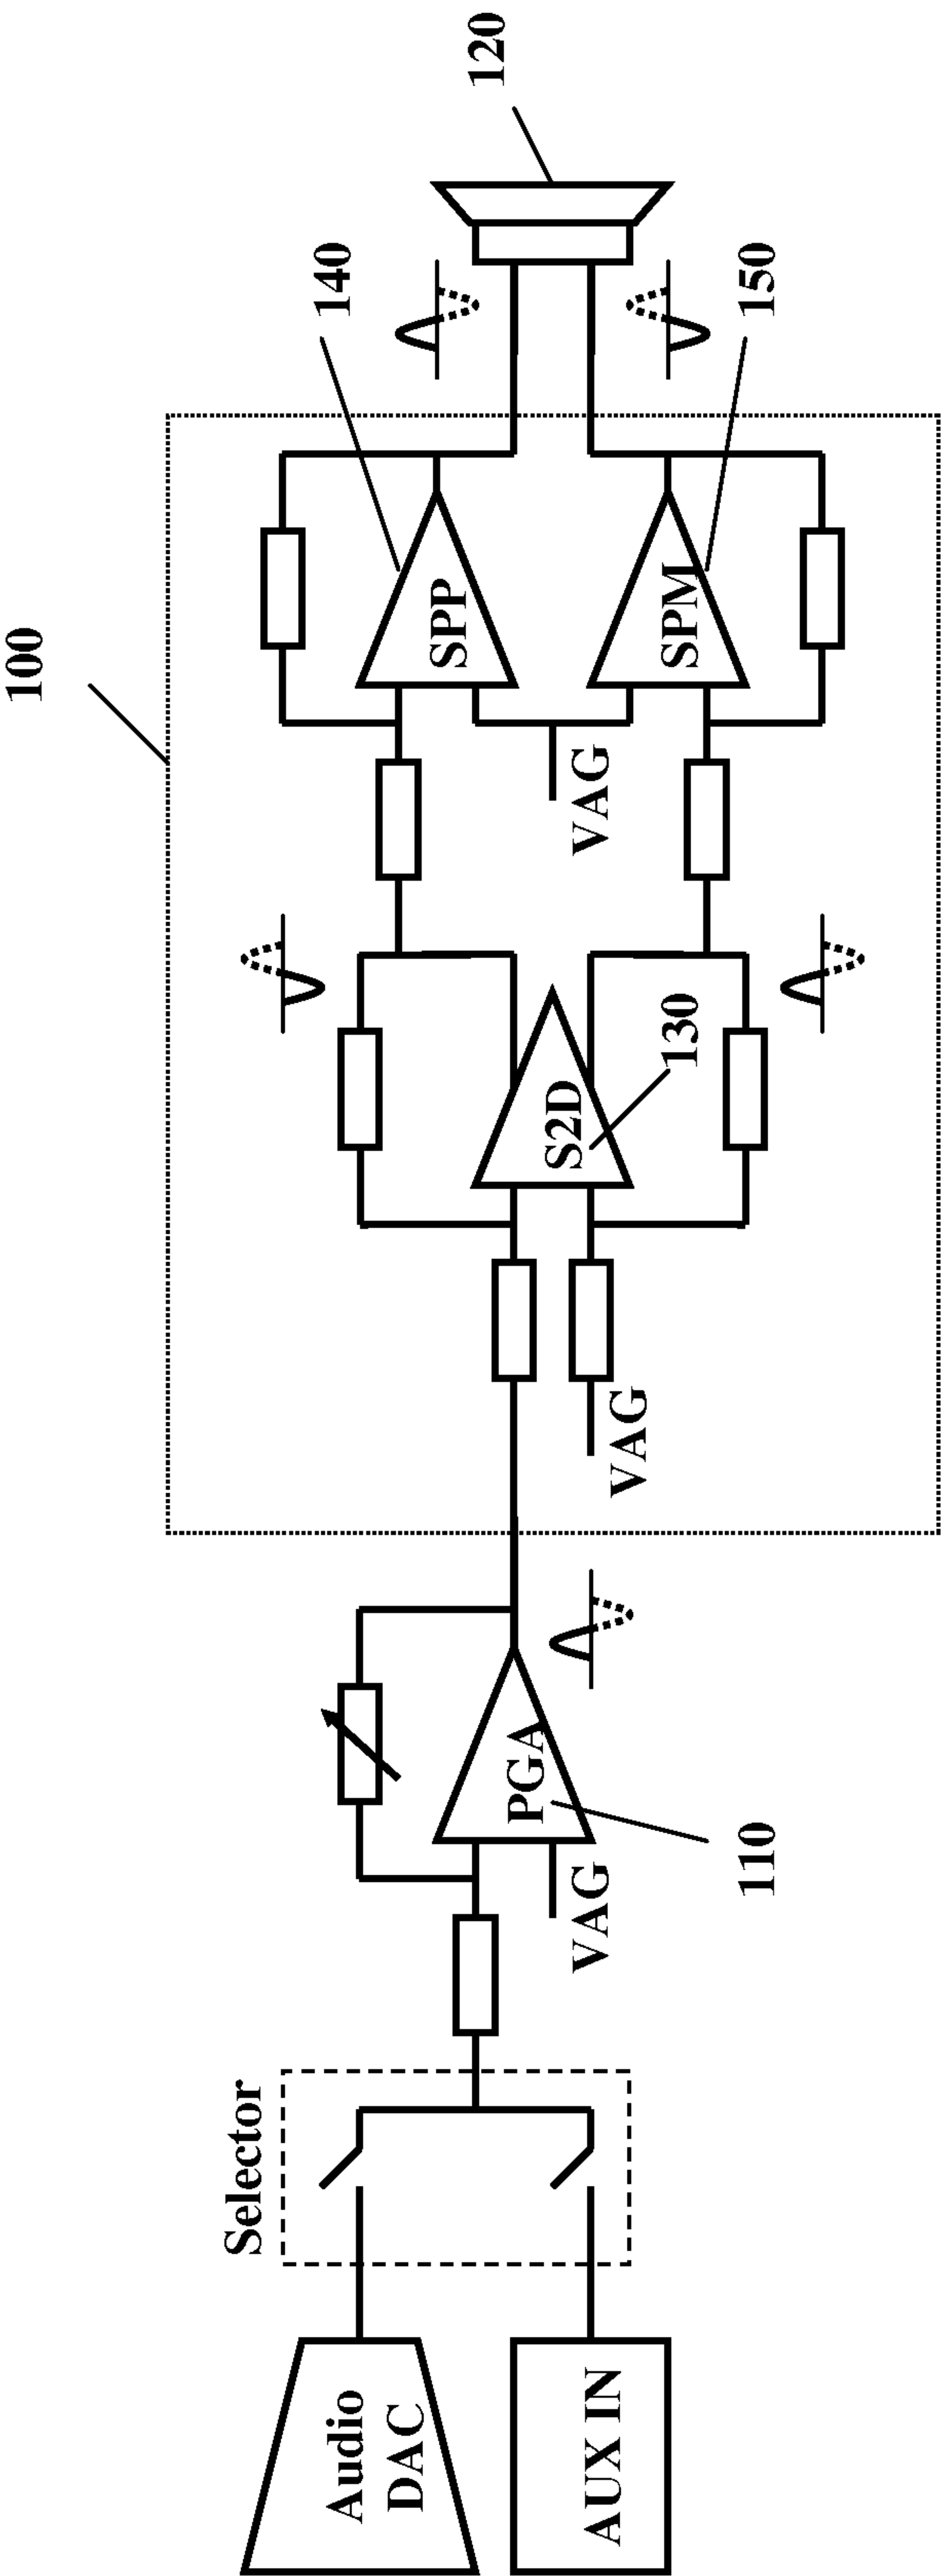 Audio
DAC
AUX IN
Selector
VAG
PGA
110
VAG
S2D
130
100
VAG
SPP
140
SPM
150
120